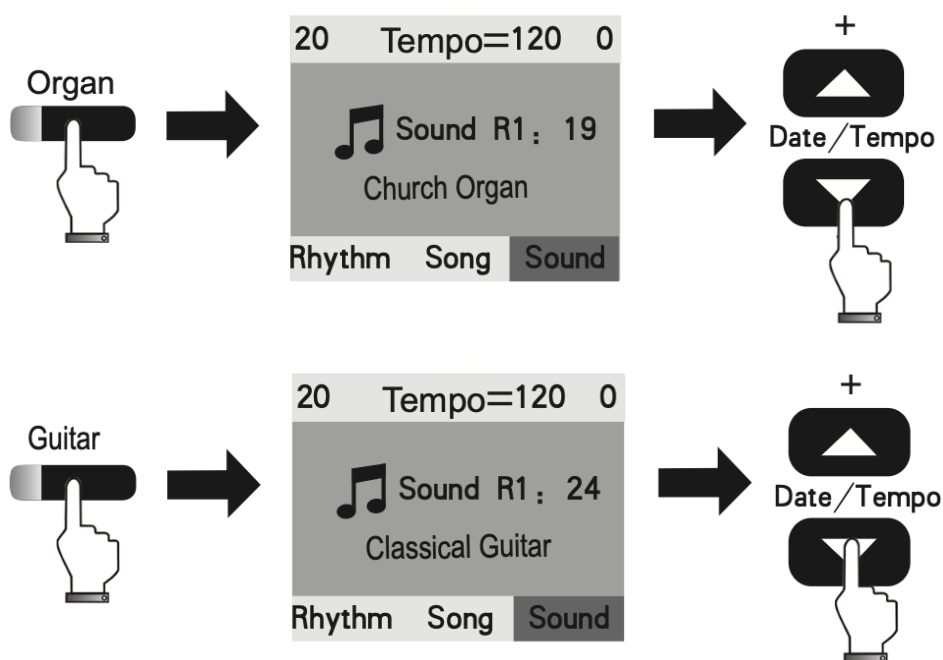 Organ
20 Tempo=120 0
Sound R1: 19
Church Organ
Rhythm Song Sound
+
Date/Tempo
Guitar
20 Tempo=120 0
Sound R1: 24
Classical Guitar
Rhythm Song Sound
+
Date/Tempo